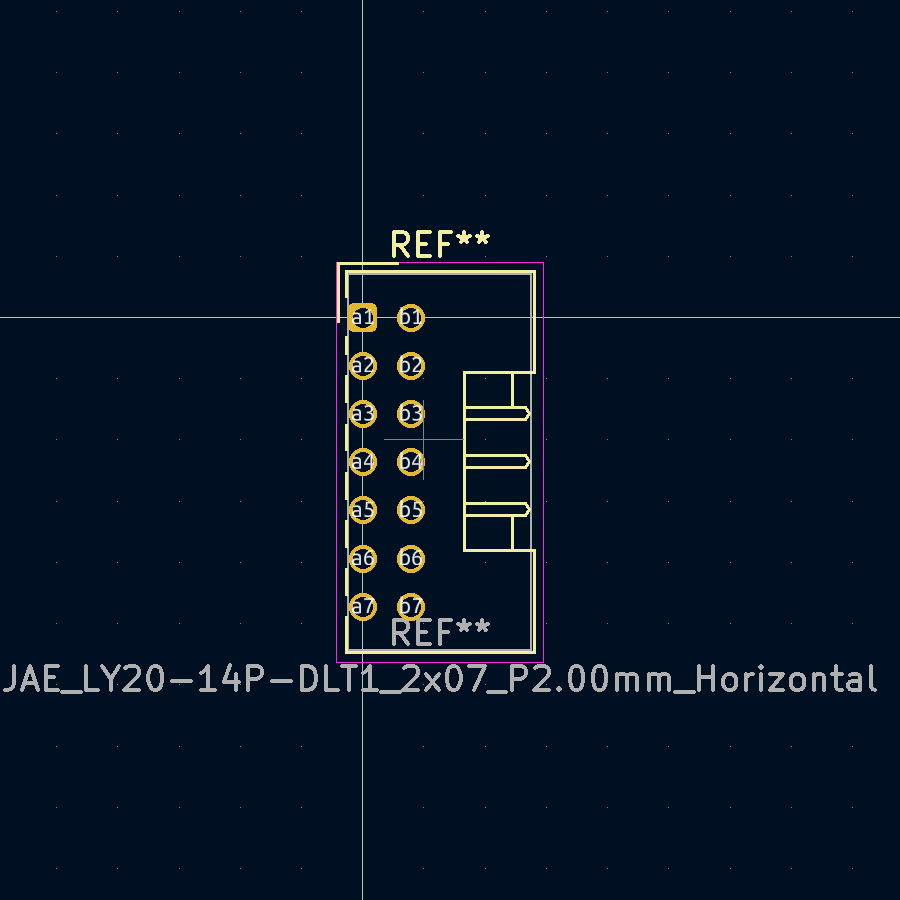 REF**
a1 b1
a2 b2
a3 b3
a4 b4
a5 b5
a6 b6
a7 b7
REF**
JAE_LY20-14P-DLT1_2x07_P2.00mm_Horizontal